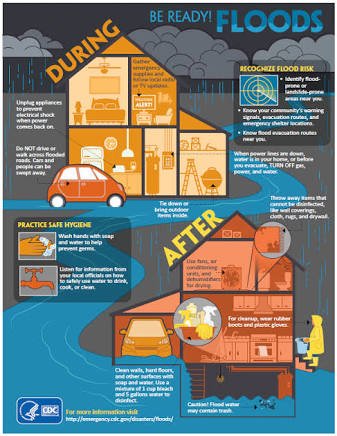 BE READY! FLOODS
DURING
Gather
emergency
supplies and
follow local radio
or TV updates.
WEATHER
ALERT!
RECOGNIZE FLOOD RISK
• Identify flood-
prone or
landslide-prone
areas near you.
• Know your community's warning
signals, evacuation routes, and
emergency shelter locations.
• Know flood evacuation routes
near you.
Unplug appliances
to prevent
electrical shock
when power
comes back on.
Do NOT drive or
walk across flooded
roads. Cars and
people can be
swept away.
When power lines are down,
water is in your home, or before
you evacuate, TURN OFF gas,
power, and water.
Tie down or
bring outdoor
items inside.
Throw away items that
cannot be disinfected,
like wall coverings,
cloth, rugs, and drywall.
AFTER
PRACTICE SAFE HYGIENE
Wash hands with soap
and water to help
prevent germs.
Listen for information from
your local officials on how
to safely use water to drink,
cook, or clean.
Use fans, air
conditioning
units, and
dehumidifiers
for drying.
For cleanup, wear rubber
boots and plastic gloves.
Clean walls, hard floors,
and other surfaces with
soap and water. Use a
mixture of 1 cup bleach
and 5 gallons water to
disinfect.
Caution! Flood water
may contain trash.
CDC
For more information visit
http://emergency.cdc.gov/disasters/floods/